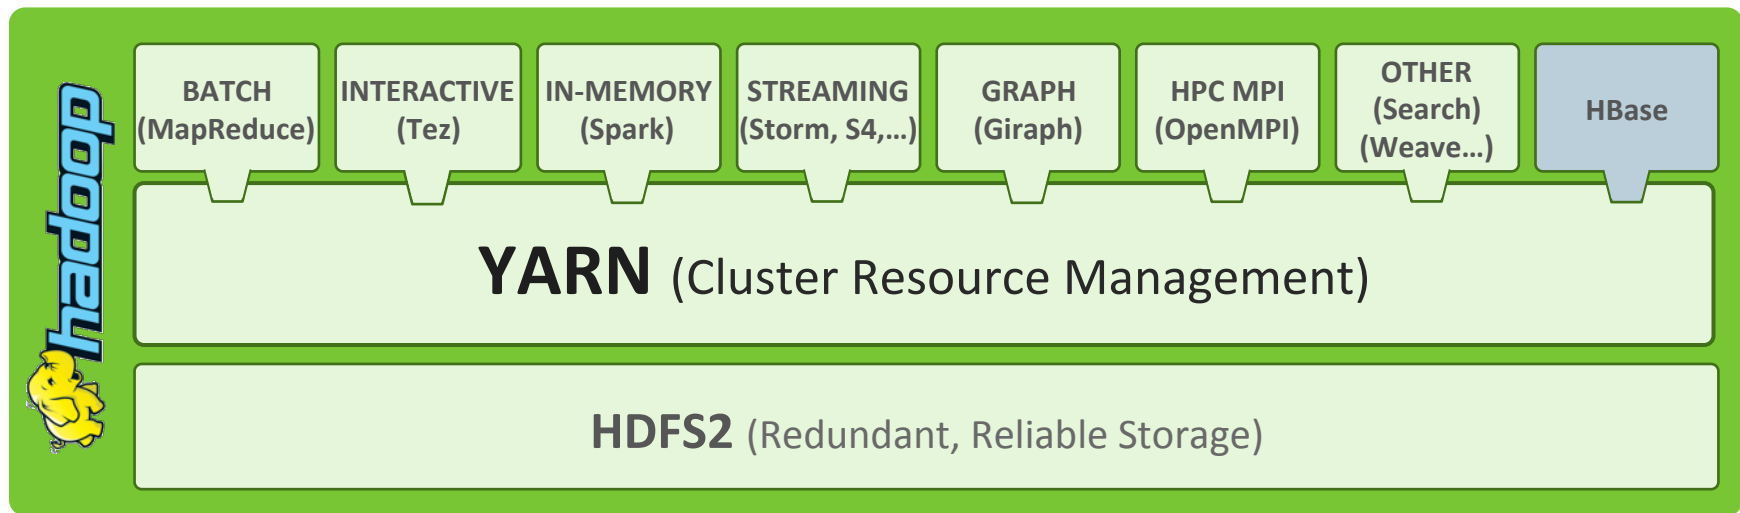 hadoop
BATCH
(MapReduce)
INTERACTIVE
(Tez)
IN-MEMORY
(Spark)
STREAMING
(Storm, S4,...)
GRAPH
(Giraph)
HPC MPI
(OpenMPI)
OTHER
(Search)
(Weave...)
HBase
YARN (Cluster Resource Management)
HDFS2 (Redundant, Reliable Storage)